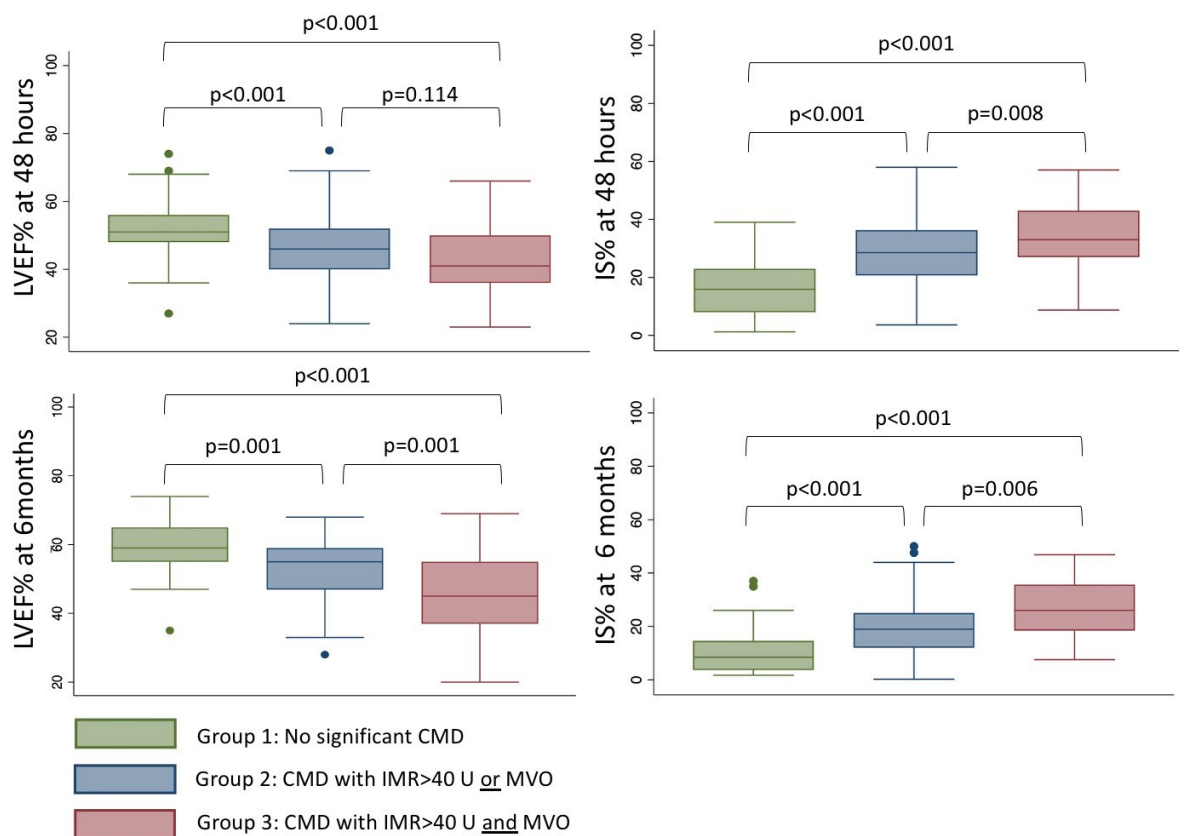 p<0.001
p<0.001
p=0.114
LVEF% at 48 hours
100
80
60
40
20
p<0.001
p<0.001
p=0.008
IS% at 48 hours
100
80
60
40
20
0
p<0.001
p=0.001
p=0.001
LVEF% at 6months
100
80
60
40
20
p<0.001
p<0.001
p=0.006
IS% at 6 months
100
80
60
40
20
0
Group 1: No significant CMD
Group 2: CMD with IMR>40 U or MVO
Group 3: CMD with IMR>40 U and MVO